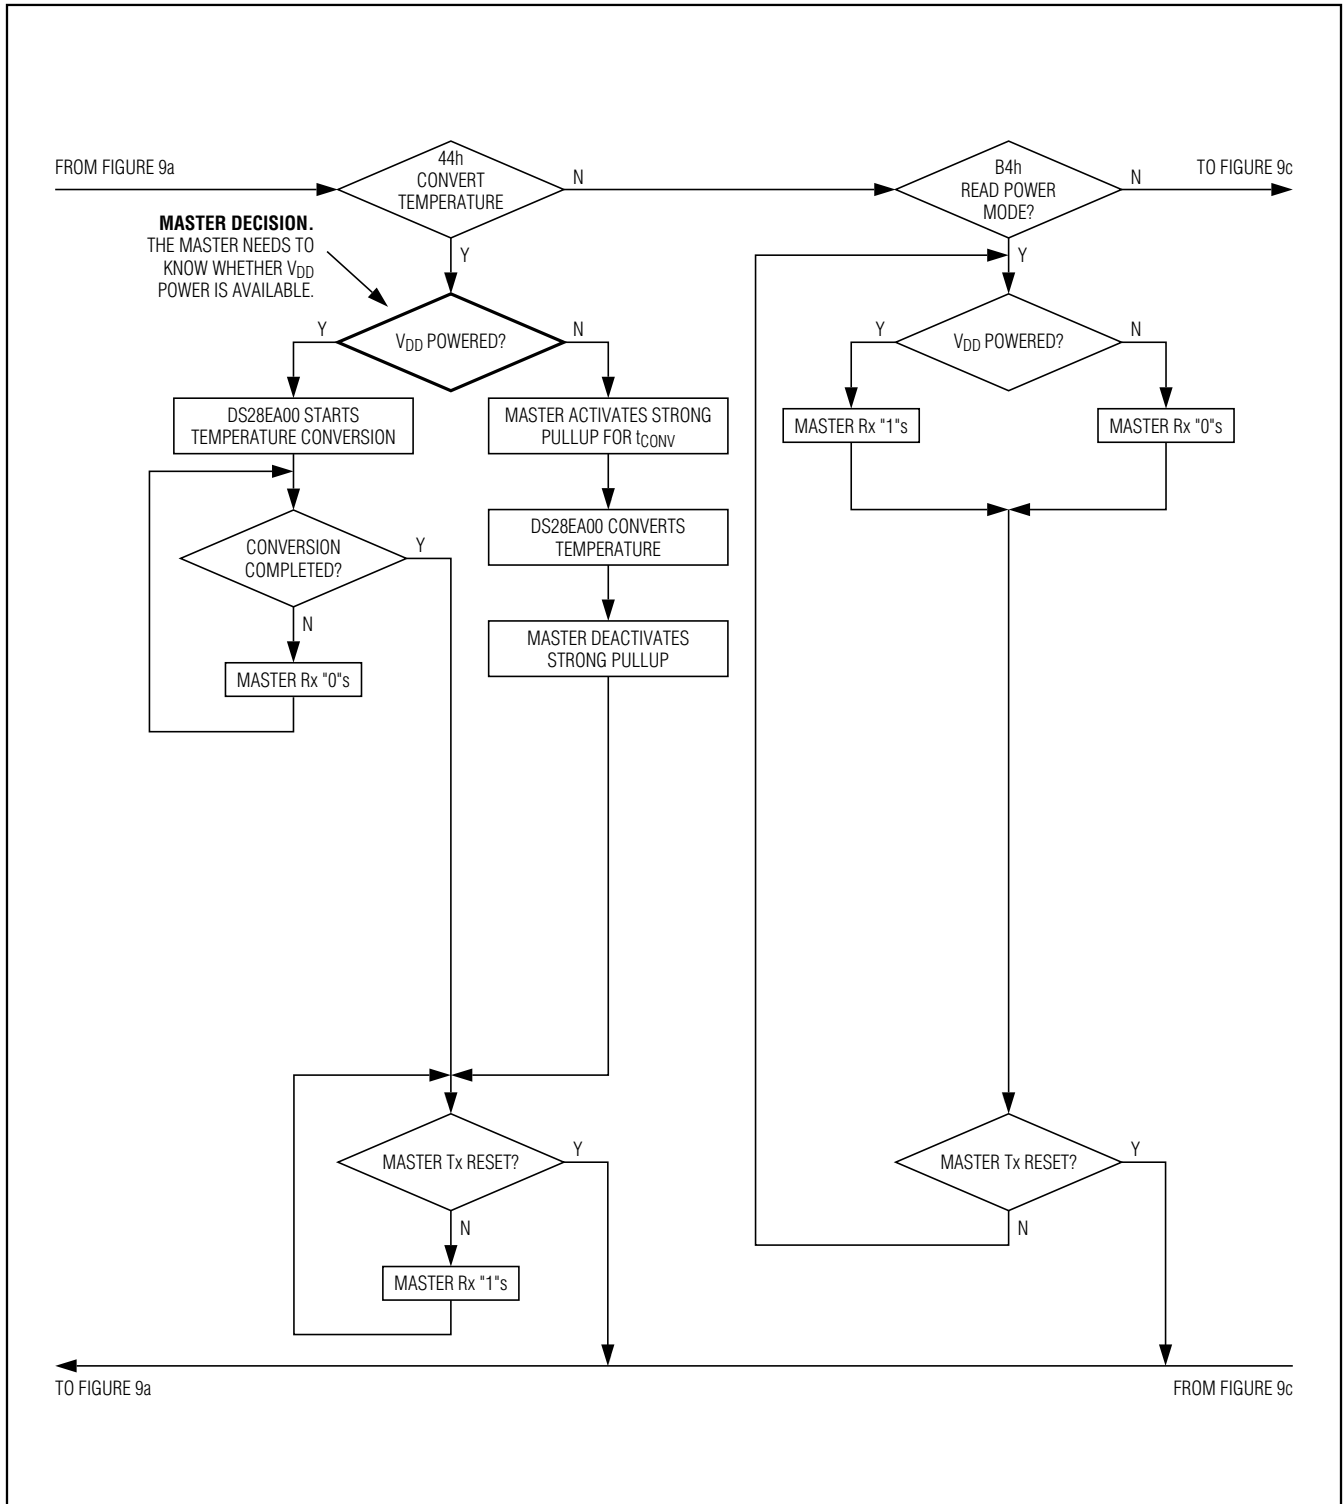 FROM FIGURE 9a
44h
CONVERT
TEMPERATURE
N
B4h
READ POWER
MODE?
N
TO FIGURE 9c
MASTER DECISION.
THE MASTER NEEDS TO
KNOW WHETHER VDD
POWER IS AVAILABLE.
Y
Y
Y
VDD POWERED?
N
Y
VDD POWERED?
N
DS28EA00 STARTS
TEMPERATURE CONVERSION
MASTER ACTIVATES STRONG
PULLUP FOR tCONV
MASTER Rx "1"s
MASTER Rx "0"s
CONVERSION
COMPLETED?
Y
N
MASTER Rx "0"s
DS28EA00 CONVERTS
TEMPERATURE
MASTER DEACTIVATES
STRONG PULLUP
MASTER Tx RESET?
Y
N
MASTER Rx "1"s
MASTER Tx RESET?
Y
N
TO FIGURE 9a
FROM FIGURE 9c